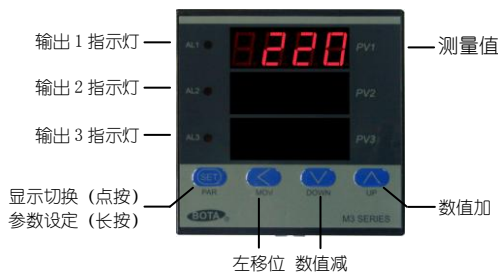 输出1指示灯
输出2指示灯
输出3指示灯
测量值
AL1
220
PV1
AL2
PV2
AL3
PV3
SET
PAR
MOV
DOWN
UP
BOTA
M3 SERIES
显示切换（点按）
参数设定（长按）
左移位 数值减
数值加